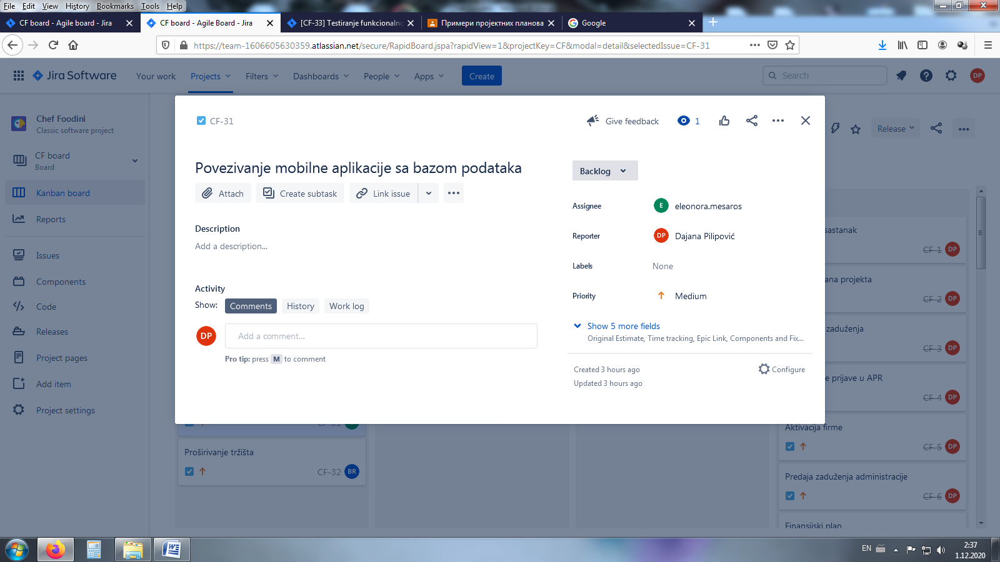 File Edit View History Bookmarks Tools Help
CF board - Agile board - Jira
CF board - Agile Board - Jira
[CF-33] Testiranje funkcionalno
Примери пројектних планова
Google
https://team-1606605630359.atlassian.net/secure/RapidBoard.jspa?rapidView=1&projectKey=CF&modal=detail&selectedIssue=CF-31
Jira Software
Your work
Projects
Filters
Dashboards
People
Apps
Create
Search
DP
Chef Foodini
Classic software project
CF board
Board
Kanban board
Reports
Issues
Components
Code
Releases
Project pages
Add item
Project settings
Release
CF-31
Give feedback
1
Povezivanje mobilne aplikacije sa bazom podataka
Attach
Create subtask
Link issue
Description
Add a description...
Activity
Show:
Comments
History
Work log
DP
Add a comment...
Pro tip: press M to comment
Backlog
Assignee
E
eleonora.mesaros
Reporter
DP
Dajana Pilipović
Labels
None
Priority
Medium
Show 5 more fields
Original Estimate, Time tracking, Epic Link, Components and Fix...
Created 3 hours ago
Updated 3 hours ago
Configure
Proširivanje tržišta
CF-32
BR
sastanak
CF-1
DP
ana projekta
CF-2
DP
zaduženja
CF-3
DP
e prijave u APR
CF-4
DP
Aktivacija firme
CF-5
DP
Predaja zaduženja administracije
CF-6
DP
Finansijski plan
EN
2:37
1.12.2020